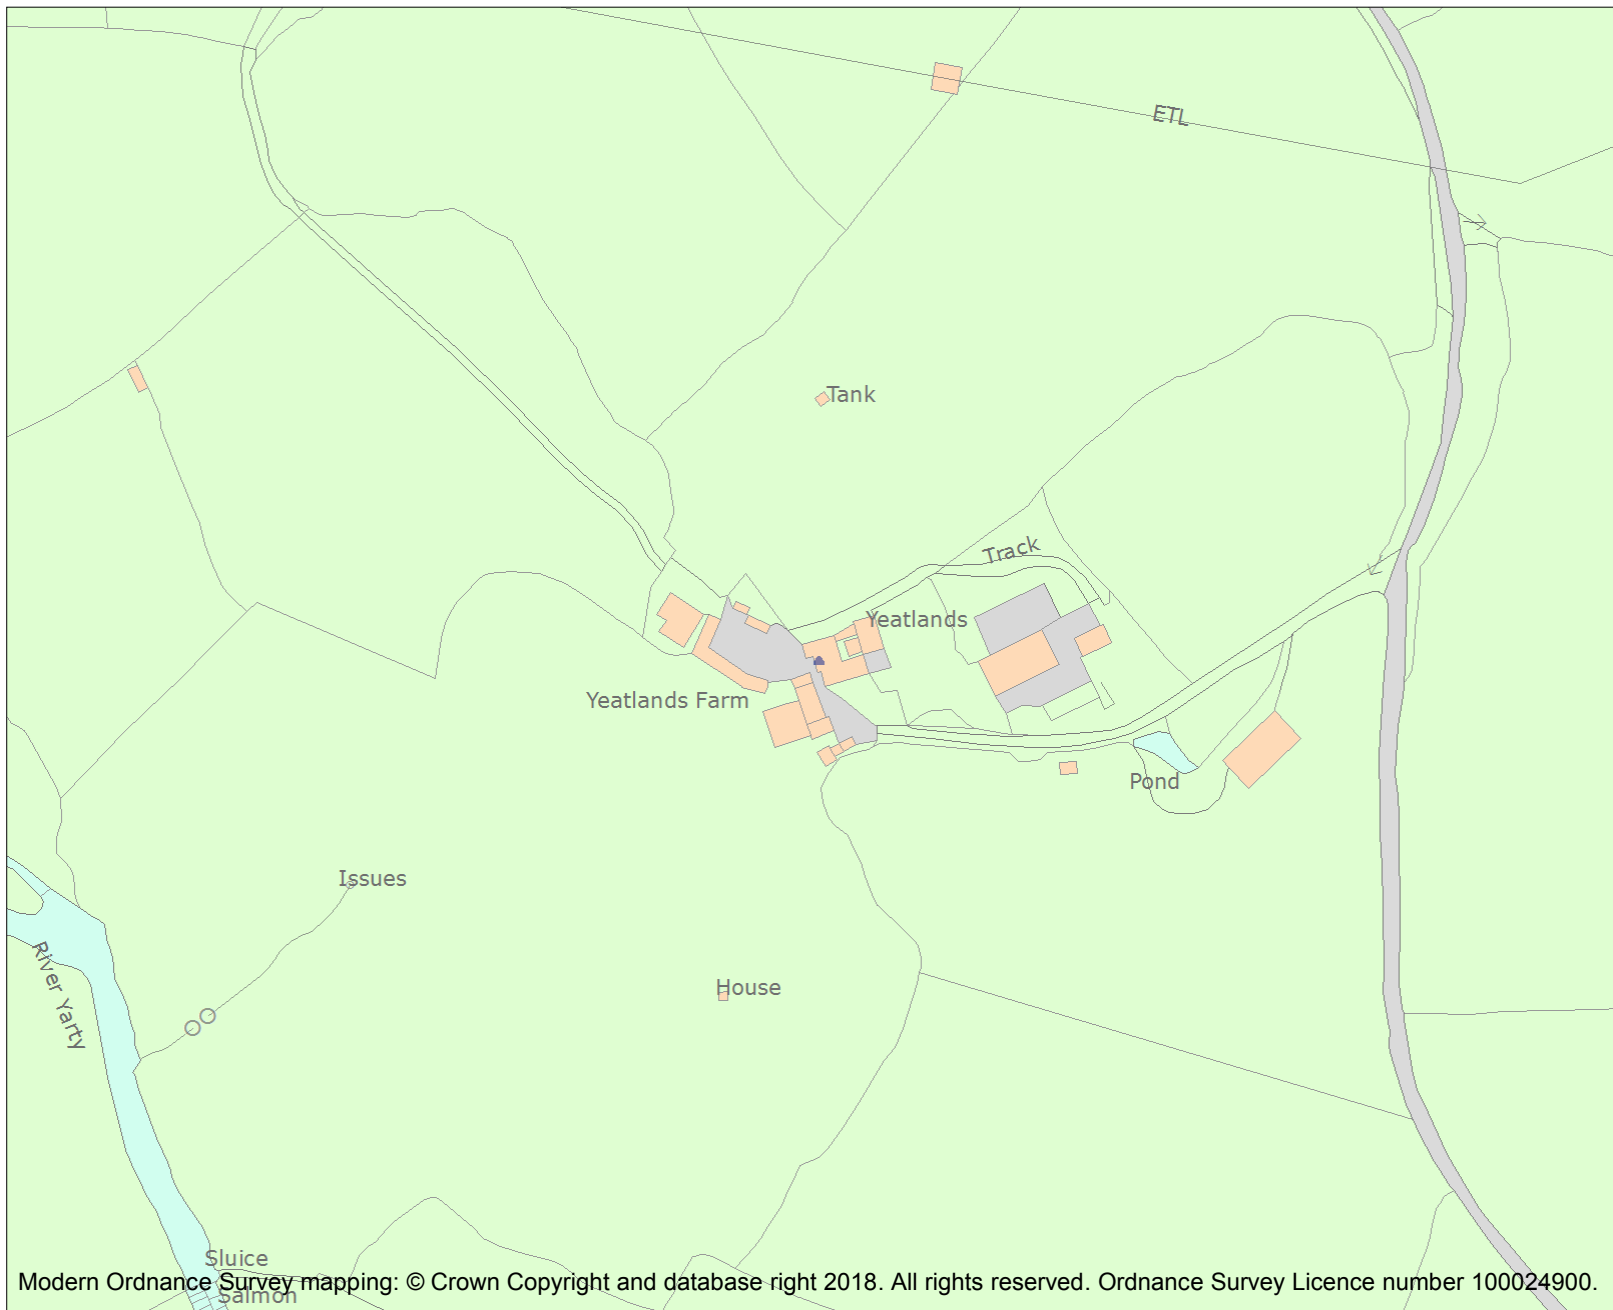 ETL
Tank
Track
Yeatlands
Yeatlands Farm
Pond
Issues
River Yarty
House
Sluice
Modern Ordnance Survey mapping: © Crown Copyright and database right 2018. All rights reserved. Ordnance Survey Licence number 100024900.
Salmon